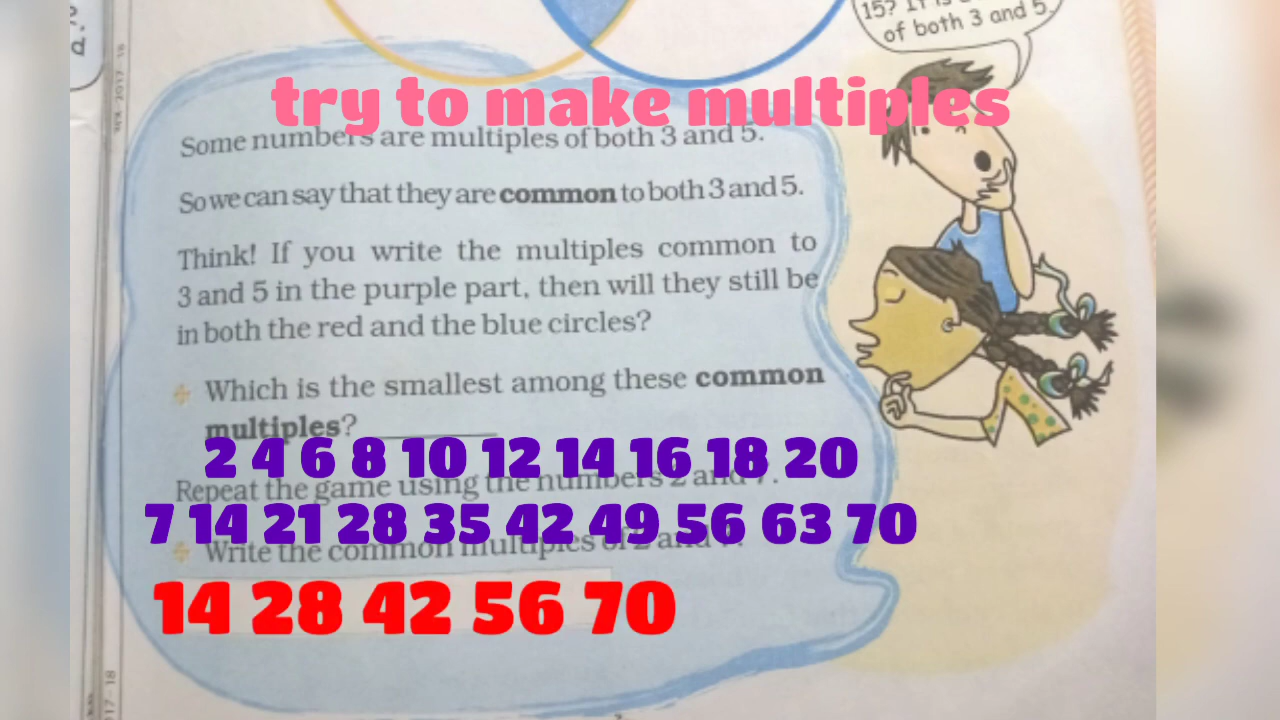 15? It is
of both 3 and 5.
try to make multiples
Some numbers are multiples of both 3 and 5.
So we can say that they are common to both 3 and 5.
Think! If you write the multiples common to
3 and 5 in the purple part, then will they still be
in both the red and the blue circles?
Which is the smallest among these common
multiples?
2 4 6 8 10 12 14 16 18 20
Repeat the game using the numbers 2 and 7.
7 14 21 28 35 42 49 56 63 70
Write the common multiples of 2 and 7.
14 28 42 56 70